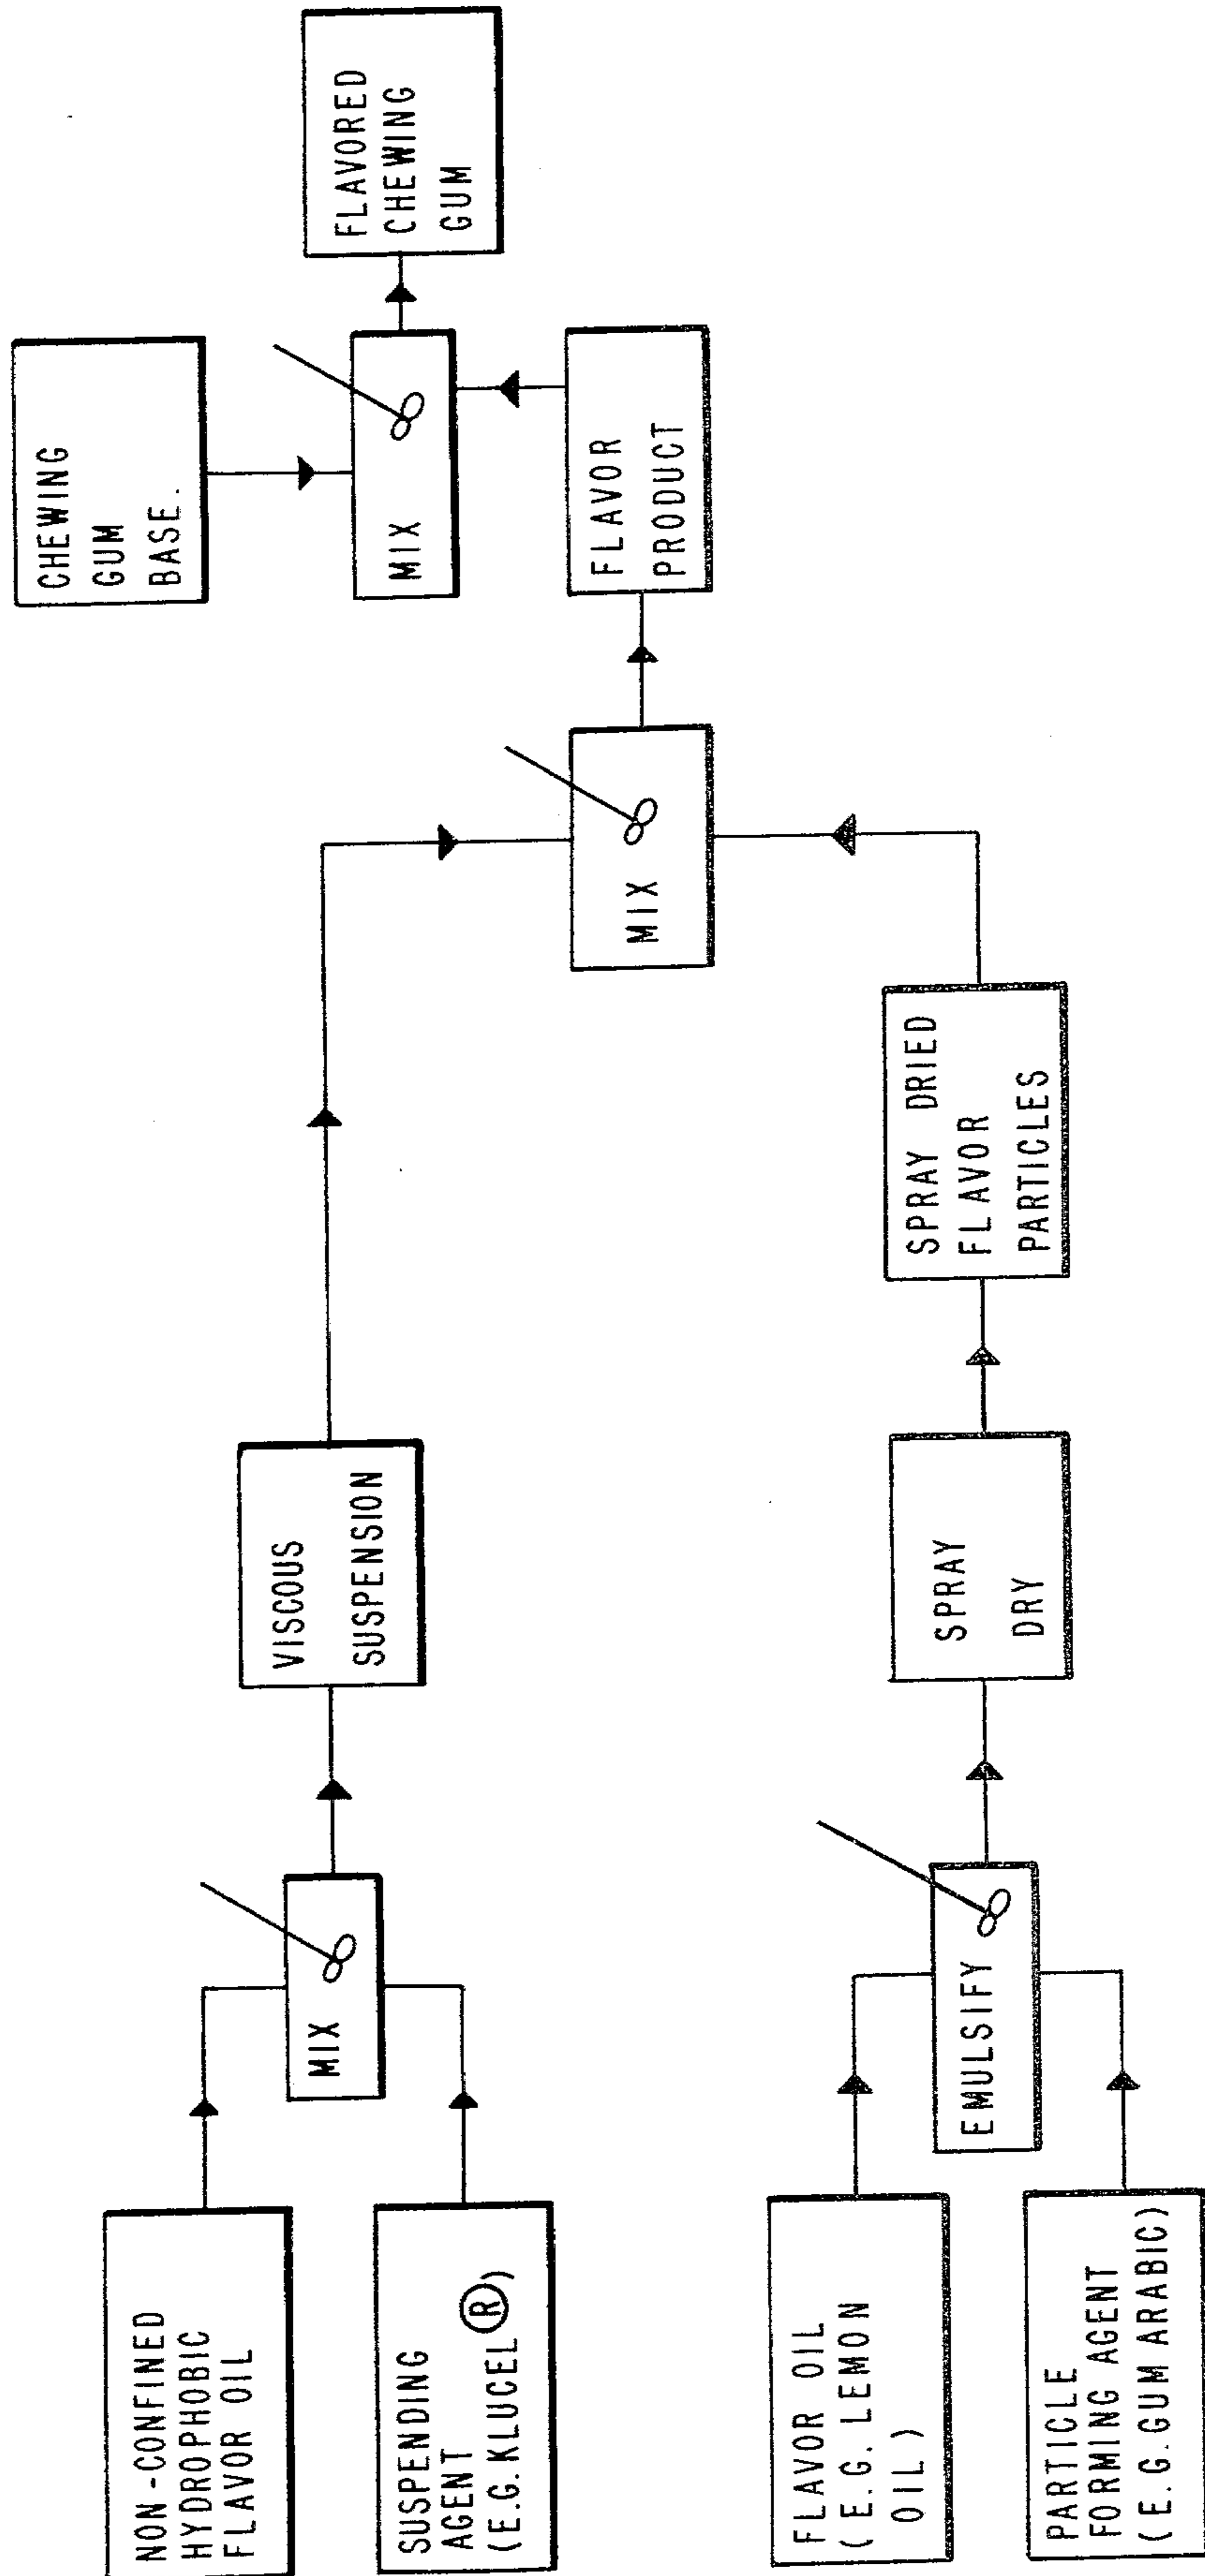 NON-CONFINED
HYDROPHOBIC
FLAVOR OIL
SUSPENDING
AGENT
(E.G.KLUCEL®)
MIX
VISCOUS
SUSPENSION
FLAVOR OIL
(E.G. LEMON
OIL)
PARTICLE
FORMING AGENT
(E.G.GUM ARABIC)
EMULSIFY
SPRAY
DRY
SPRAY DRIED
FLAVOR
PARTICLES
MIX
FLAVOR
PRODUCT
CHEWING
GUM
BASE.
MIX
FLAVORED
CHEWING
GUM